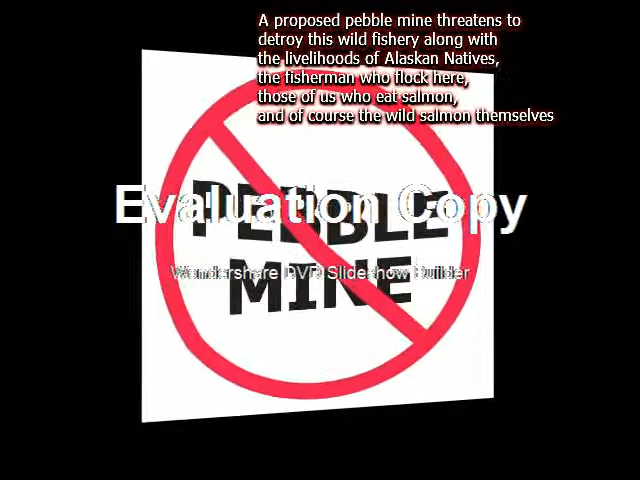 A proposed pebble mine threatens to
detroy this wild fishery along with
the livelihoods of Alaskan Natives,
the fisherman who flock here,
those of us who eat salmon,
and of course the wild salmon themselves
Evaluation Copy
PEBBLE
Wondershare DVD Slideshow Builder
MINE